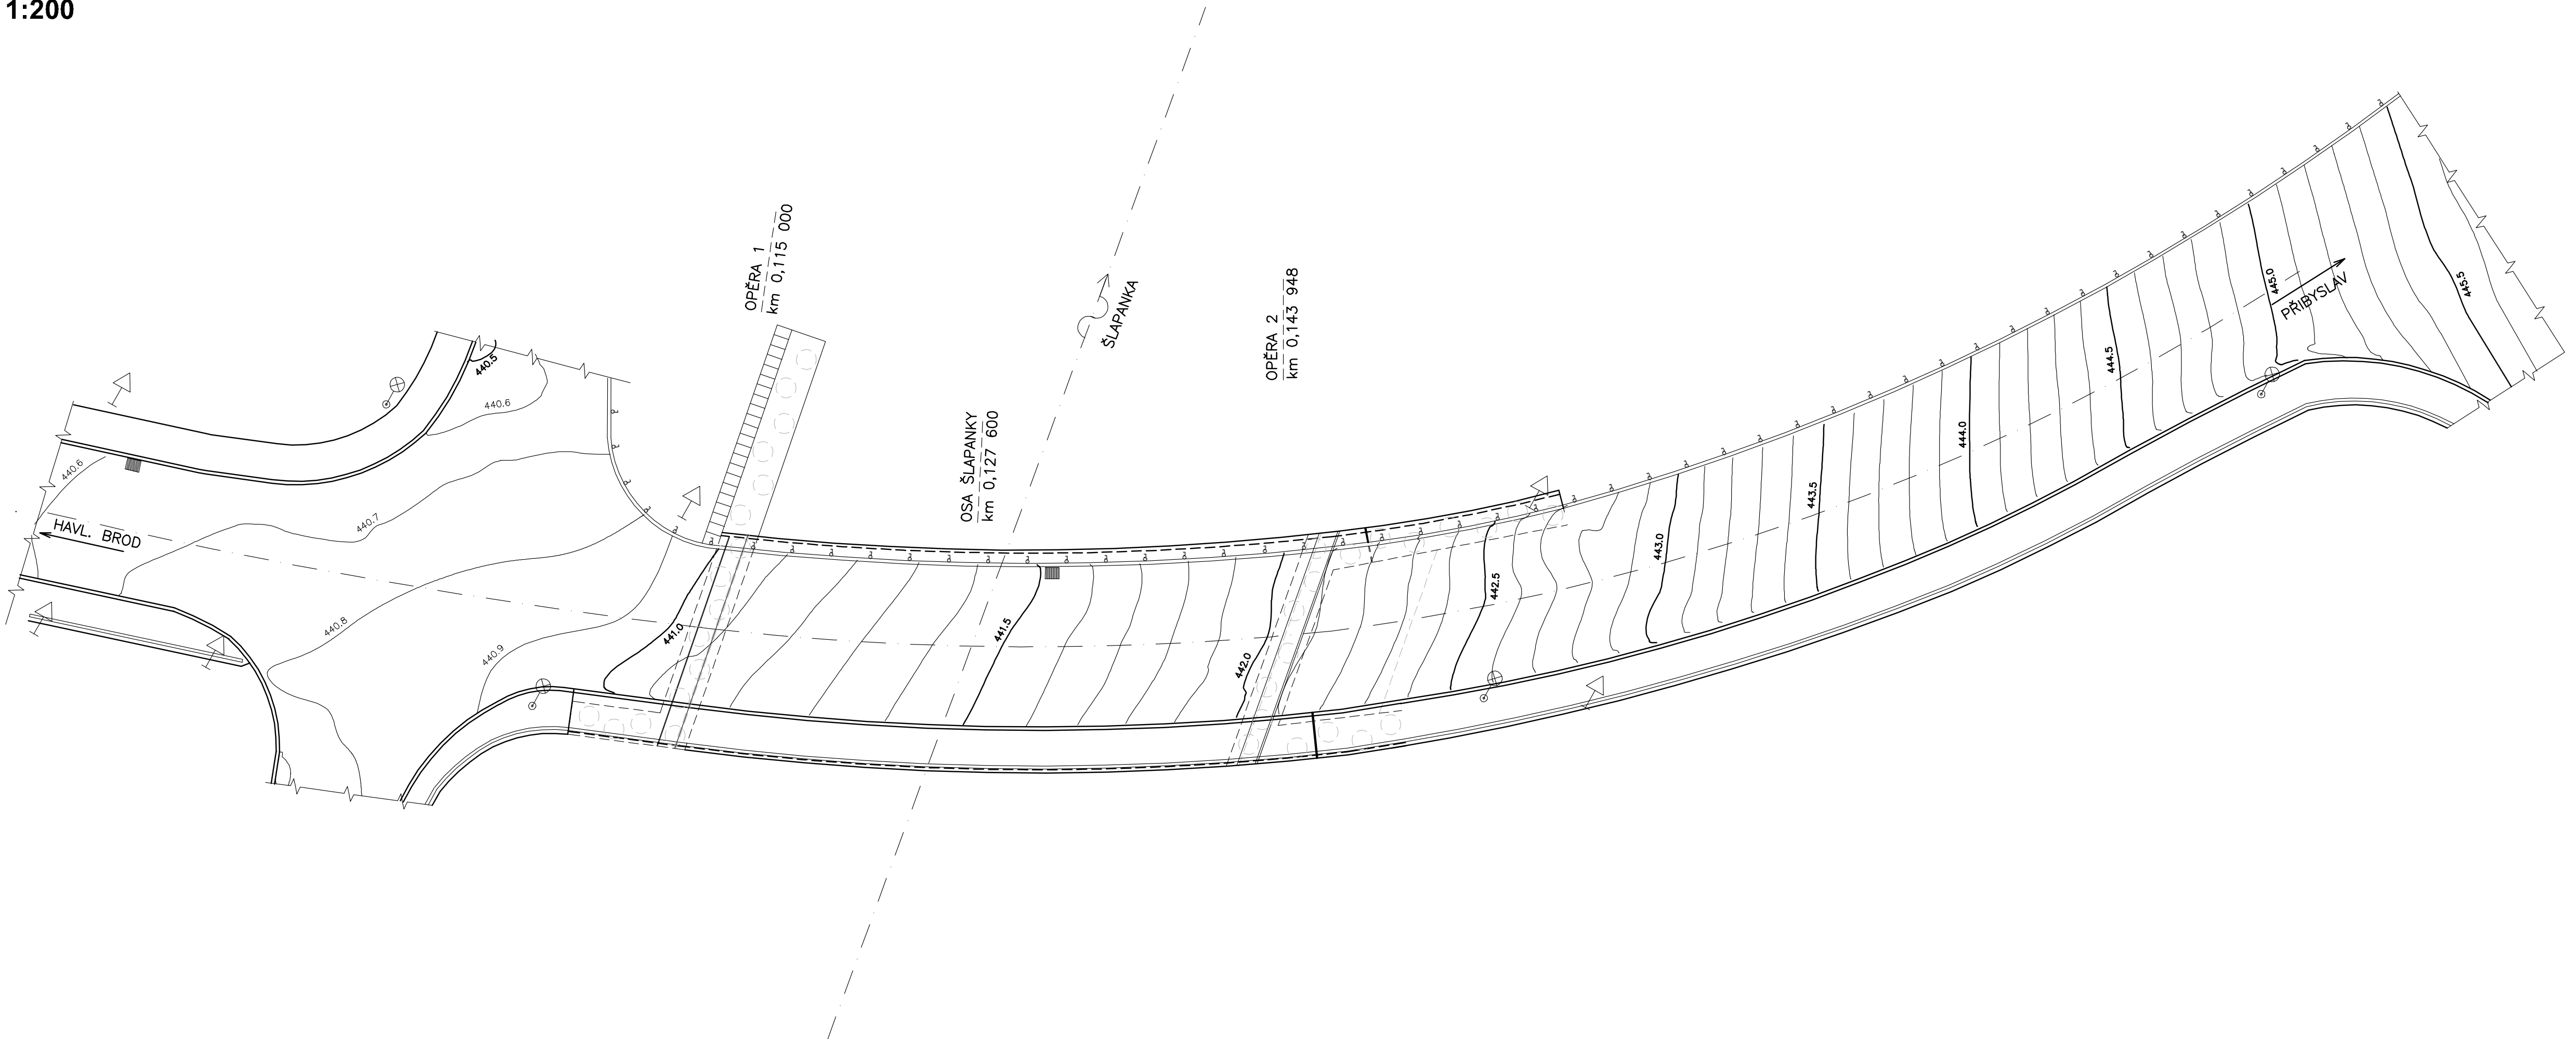 1:200
OPĚRA 1
km 0,115 000
OSA ŠLAPANKY
km 0,127 600
ŠLAPANKA
OPĚRA 2
km 0,143 948
PŘIBYSLAV
HAVL. BROD
440.5
440.6
440.6
440.7
440.8
440.9
441.0
441.5
442.0
442.5
443.0
443.5
444.0
444.5
445.0
445.5